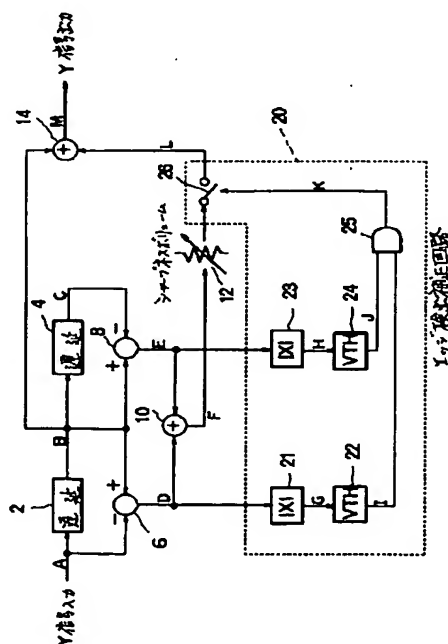 Y信号入力
A
2
遅延
B
4
遅延
C
14
+
M
Y信号出力
−
+
6
+
−
8
D
E
10
+
F
シャープネスボリューム
12
L
26
20
21
|X|
23
|X|
G
H
22
VTH
24
VTH
I
J
25
K
エッジ検出補正回路